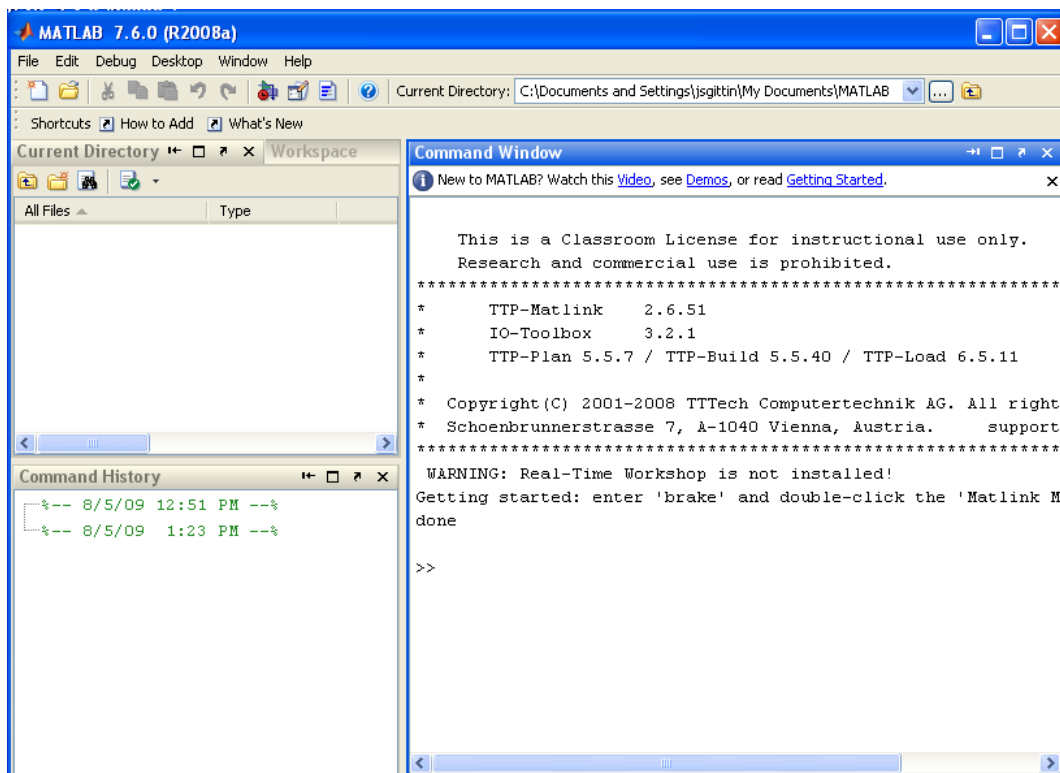 MATLAB 7.6.0 (R2008a)
File Edit Debug Desktop Window Help
Current Directory: C:\Documents and Settings\jsgittin\My Documents\MATLAB ...
Shortcuts How to Add What's New
Current Directory Workspace
All Files Type
Command History
%-- 8/5/09 12:51 PM --%
%-- 8/5/09 1:23 PM --%
Command Window
New to MATLAB? Watch this Video, see Demos, or read Getting Started.
This is a Classroom License for instructional use only.
Research and commercial use is prohibited.
**************************************************************
* TTP-Matlink 2.6.51
* IO-Toolbox 3.2.1
* TTP-Plan 5.5.7 / TTP-Build 5.5.40 / TTP-Load 6.5.11
*
* Copyright(C) 2001-2008 TTTech Computertechnik AG. All right
* Schoenbrunnerstrasse 7, A-1040 Vienna, Austria. support
**************************************************************
WARNING: Real-Time Workshop is not installed!
Getting started: enter 'brake' and double-click the 'Matlink M
done
>>